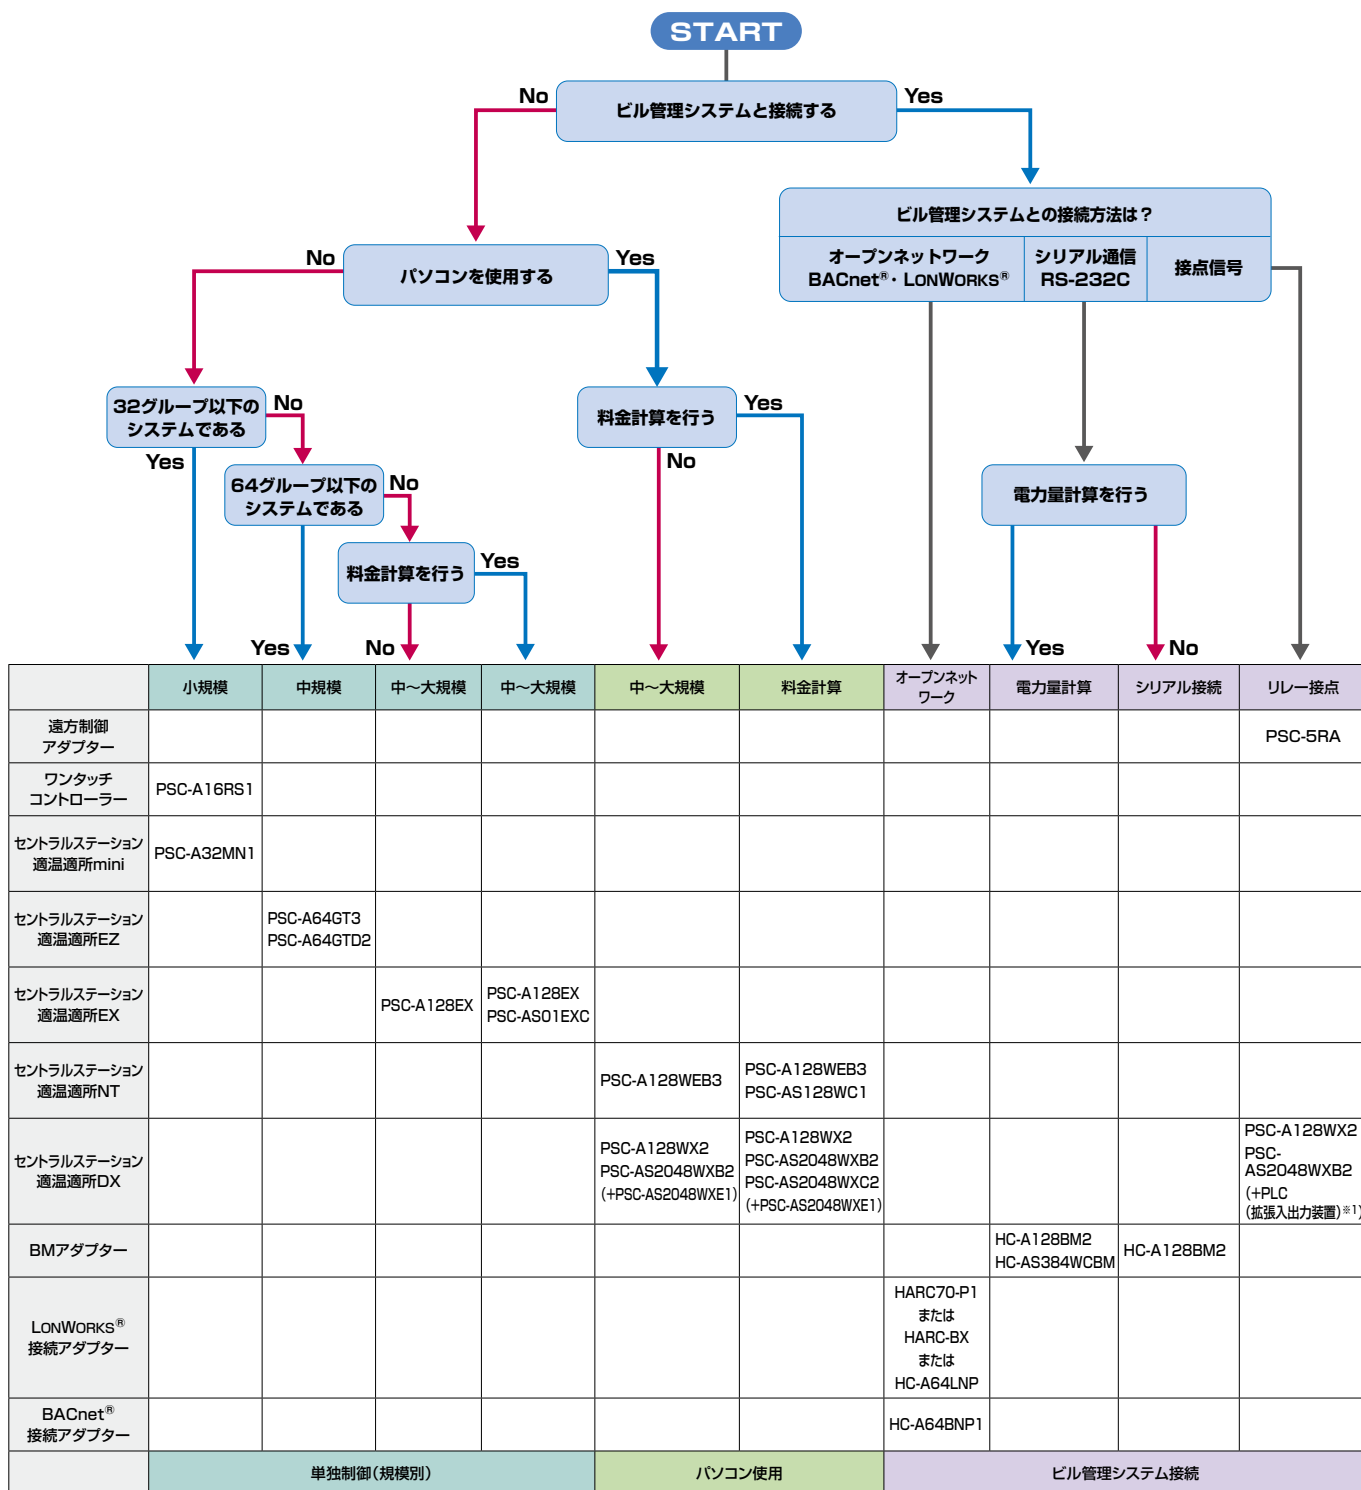 START
No
Yes
ビル管理システムと接続する
ビル管理システムとの接続方法は?
オープンネットワーク
BACnet®・LONWORKS®
シリアル通信
RS-232C
接点信号
No
Yes
パソコンを使用する
32グループ以下の
システムである
No
Yes
料金計算を行う
Yes
No
64グループ以下の
システムである
No
電力量計算を行う
料金計算を行う
Yes
Yes
No
Yes
No
小規模
中規模
中〜大規模
中〜大規模
中〜大規模
料金計算
オープンネット
ワーク
電力量計算
シリアル接続
リレー接点
遠方制御
アダプター
PSC-5RA
ワンタッチ
コントローラー
PSC-A16RS1
セントラルステーション
適温適所mini
PSC-A32MN1
セントラルステーション
適温適所EZ
PSC-A64GT3
PSC-A64GTD2
セントラルステーション
適温適所EX
PSC-A128EX
PSC-A128EX
PSC-AS01EXC
セントラルステーション
適温適所NT
PSC-A128WEB3
PSC-A128WEB3
PSC-AS128WC1
セントラルステーション
適温適所DX
PSC-A128WX2
PSC-AS2048WXB2
(+PSC-AS2048WXE1)
PSC-A128WX2
PSC-AS2048WXB2
PSC-AS2048WXC2
(+PSC-AS2048WXE1)
PSC-A128WX2
PSC-
AS2048WXB2
(+PLC
(拡張入出力装置)※1)
BMアダプター
HC-A128BM2
HC-AS384WCBM
HC-A128BM2
LONWORKS®
接続アダプター
HARC70-P1
または
HARC-BX
または
HC-A64LNP
BACnet®
接続アダプター
HC-A64BNP1
単独制御(規模別)
パソコン使用
ビル管理システム接続